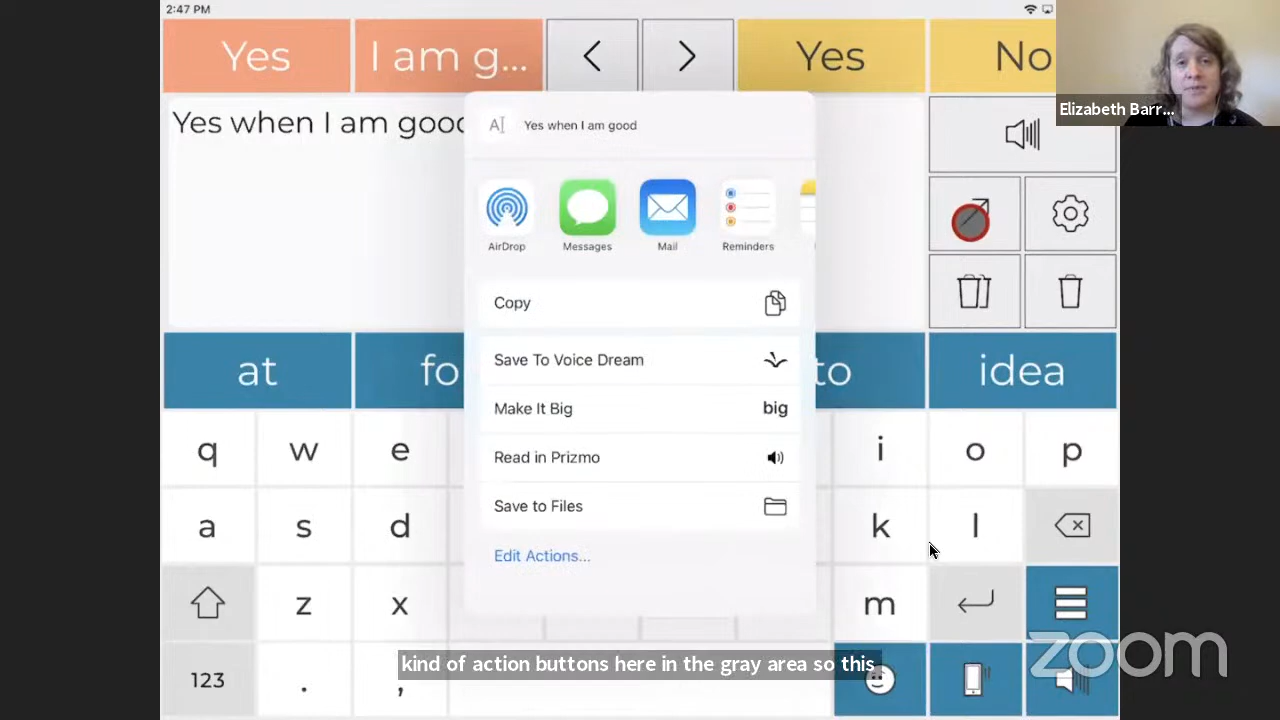 2:47 PM
Yes
I am g...
Yes
No
Elizabeth Barr...
Yes when I am good
Yes when I am good
AirDrop
Messages
Mail
Reminders
Copy
Save To Voice Dream
Make It Big
big
Read in Prizmo
Save to Files
Edit Actions...
at
fo
to
idea
q w e i o p
a s d k l
z x m
123 . ,
kind of action buttons here in the gray area so this
zoom